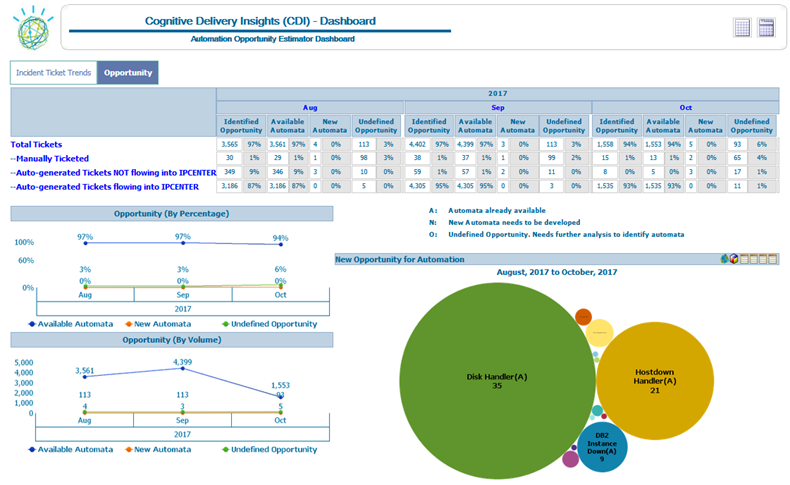 Cognitive Delivery Insights (CDI) - Dashboard
Automation Opportunity Estimator Dashboard
Incident Ticket Trends Opportunity
2017
Aug Sep Oct
Identified Opportunity Available Automata New Automata Undefined Opportunity Identified Opportunity Available Automata New Automata Undefined Opportunity Identified Opportunity Available Automata New Automata Undefined Opportunity
Total Tickets 3,565 97% 3,561 97% 4 0% 113 3% 4,402 97% 4,399 97% 3 0% 113 3% 1,558 94% 1,553 94% 5 0% 93 6%
--Manually Ticketed 30 1% 29 1% 1 0% 98 3% 38 1% 37 1% 1 0% 99 2% 15 1% 13 1% 2 0% 65 4%
--Auto-generated Tickets NOT flowing into IPCENTER 349 9% 346 9% 3 0% 10 0% 59 1% 57 1% 2 0% 11 0% 8 0% 5 0% 3 0% 17 1%
--Auto-generated Tickets flowing into IPCENTER 3,186 87% 3,186 87% 0 0% 5 0% 4,305 95% 4,305 95% 0 0% 3 0% 1,535 93% 1,535 93% 0 0% 11 1%
Opportunity (By Percentage)
100%
60%
0%
97% 97% 94%
3% 3% 6%
0% 0% 0%
Aug Sep Oct
2017
Available Automata New Automata Undefined Opportunity
Opportunity (By Volume)
5,000
4,000
3,000
2,000
1,000
0
3,561 4,399 1,553
113 113 93
4 3 5
Aug Sep Oct
2017
Available Automata New Automata Undefined Opportunity
A: Automata already available
N: New Automata needs to be developed
O: Undefined Opportunity. Needs further analysis to identify automata
New Opportunity for Automation
August, 2017 to October, 2017
Disk Handler(A)
35
Hostdown
Handler(A)
21
DB2
Instance
Down(A)
9